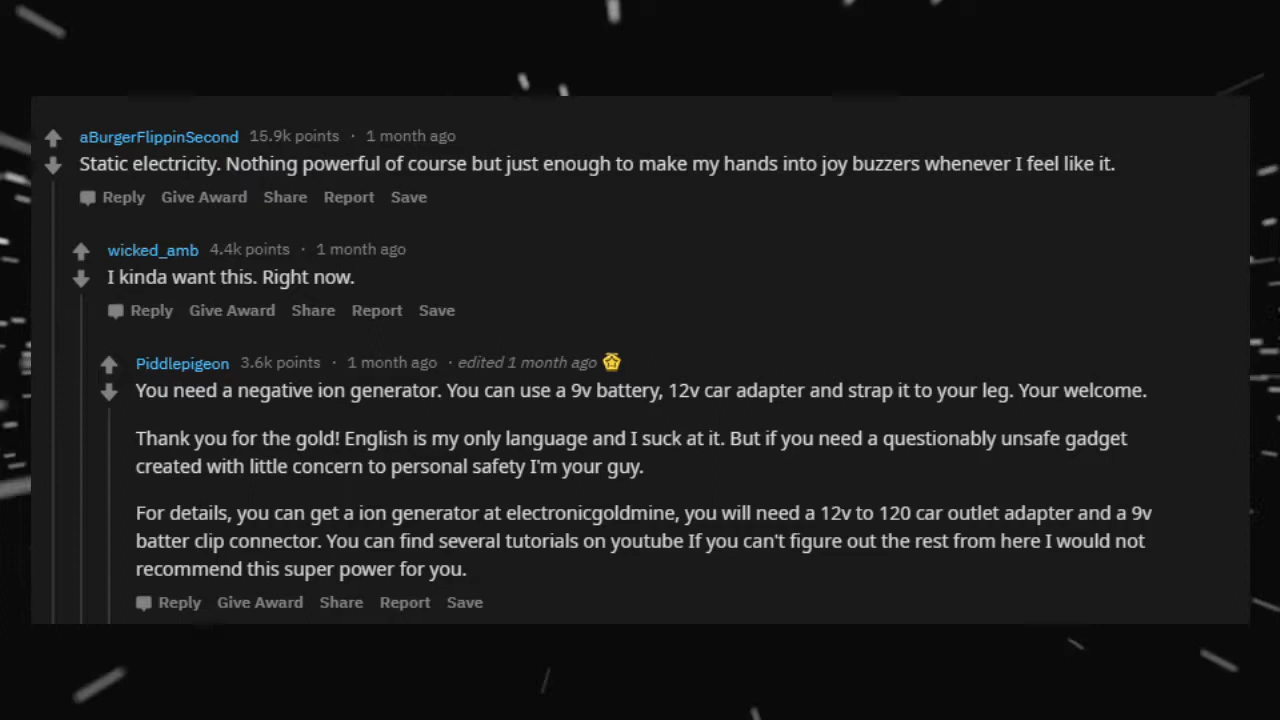 aBurgerFlippinSecond 15.9k points · 1 month ago
Static electricity. Nothing powerful of course but just enough to make my hands into joy buzzers whenever I feel like it.
Reply Give Award Share Report Save
wicked_amb 4.4k points · 1 month ago
I kinda want this. Right now.
Reply Give Award Share Report Save
Piddlepigeon 3.6k points · 1 month ago · edited 1 month ago
You need a negative ion generator. You can use a 9v battery, 12v car adapter and strap it to your leg. Your welcome.
Thank you for the gold! English is my only language and I suck at it. But if you need a questionably unsafe gadget
created with little concern to personal safety I'm your guy.
For details, you can get a ion generator at electronicgoldmine, you will need a 12v to 120 car outlet adapter and a 9v
batter clip connector. You can find several tutorials on youtube If you can't figure out the rest from here I would not
recommend this super power for you.
Reply Give Award Share Report Save